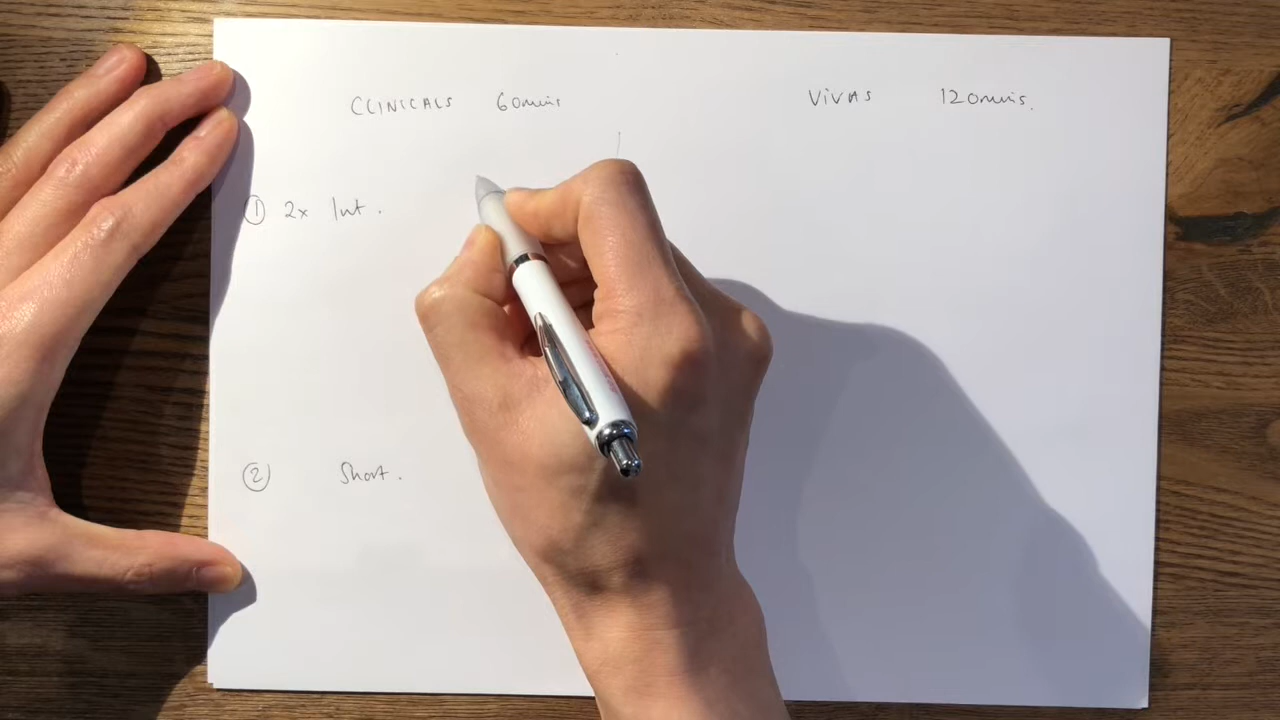 CLINICALS 60mins
VIVAS 120mins.
① 2x Int.
② Short.